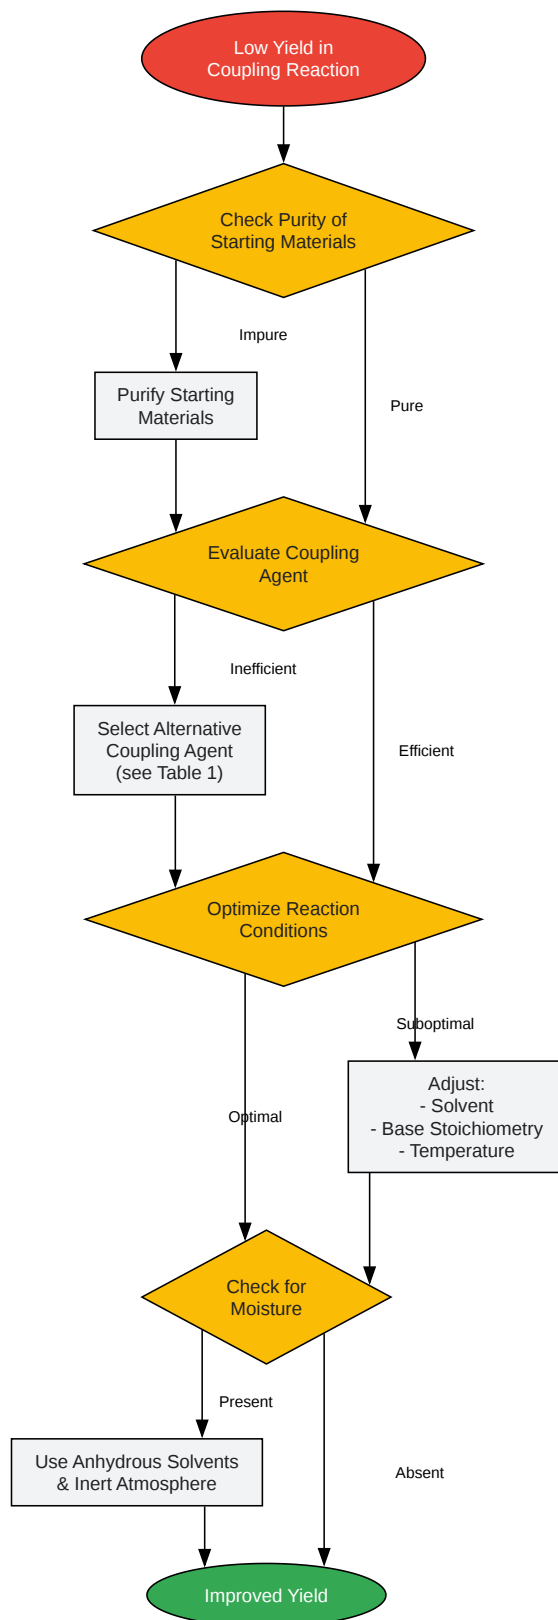 Low Yield in
Coupling Reaction
Check Purity of
Starting Materials
Impure
Purify Starting
Materials
Pure
Evaluate Coupling
Agent
Inefficient
Select Alternative
Coupling Agent
(see Table 1)
Efficient
Optimize Reaction
Conditions
Suboptimal
Adjust:
- Solvent
- Base Stoichiometry
- Temperature
Optimal
Check for
Moisture
Present
Use Anhydrous Solvents
& Inert Atmosphere
Absent
Improved Yield